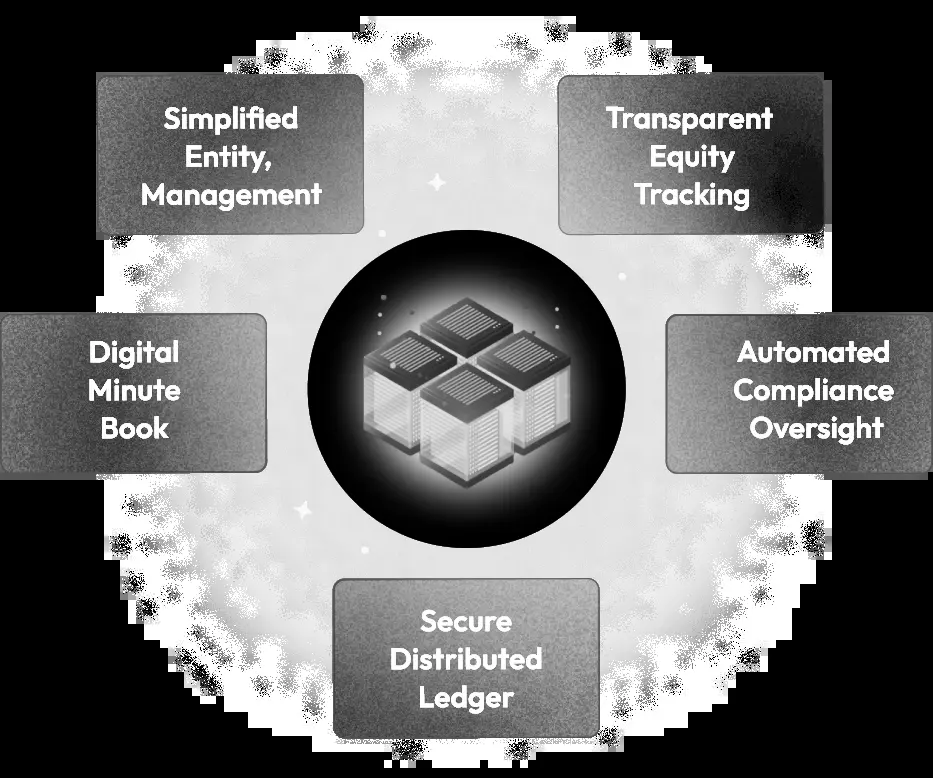 Simplified
Entity,
Management
Transparent
Equity
Tracking
Digital
Minute
Book
Automated
Compliance
Oversight
Secure
Distributed
Ledger